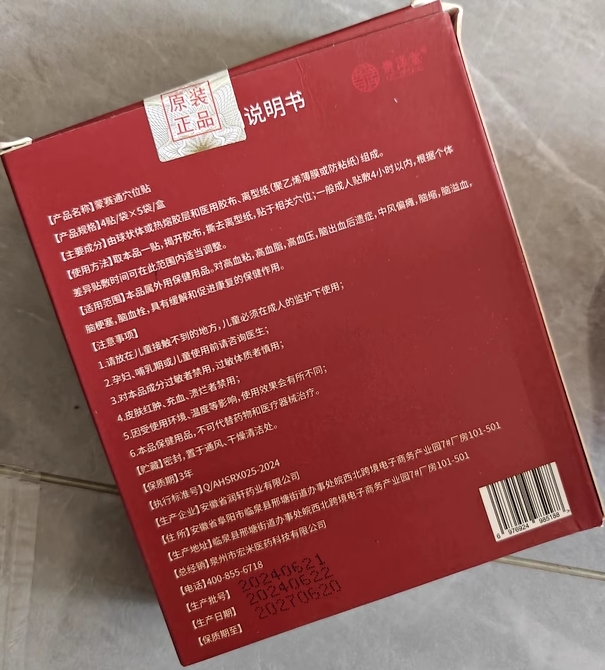 原装
正品
说明书
【产品名称】蒙赛通穴位贴
【产品规格】4贴/袋×5袋/盒
【主要成分】由球状体或热熔胶层和医用胶布、离型纸(聚乙烯薄膜或防粘纸)组成。
【使用方法】取本品一贴,揭开胶布,撕去离型纸,贴于相关穴位;一般成人贴敷4小时以内,根据个体
差异贴敷时间可在此范围内适当调整。
【适用范围】本品属外用保健用品。对高血粘,高血脂,高血压,脑出血后遗症,中风偏瘫,脑缩,脑溢血,
脑梗塞,脑血栓,具有缓解和促进康复的保健作用。
【注意事项】
1.请放在儿童接触不到的地方,儿童必须在成人的监护下使用;
2.孕妇、哺乳期或儿童使用前请咨询医生;
3.对本品成分过敏者禁用,过敏体质者慎用;
4.皮肤红肿、充血、溃烂者禁用;
5.因受使用环境、温度等影响,使用效果会有所不同;
6.本品保健用品,不可代替药物和医疗器械治疗。
【贮藏】密封,置于通风、干燥清洁处。
【保质期】3年
【执行标准号】Q/AHSRX025-2024
【生产企业】安徽省润轩药业有限公司
【住所】安徽省阜阳市临泉县邢塘街道办事处皖西北跨境电子商务产业园7#厂房101-501
【生产地址】临泉县邢塘街道办事处皖西北跨境电子商务产业园7#厂房101-501
【总经销】泉州市宏米医药科技有限公司
【电话】400-855-6718
【生产批号】20240621
【生产日期】20240622
【保质期至】20270620
6 976924 985188